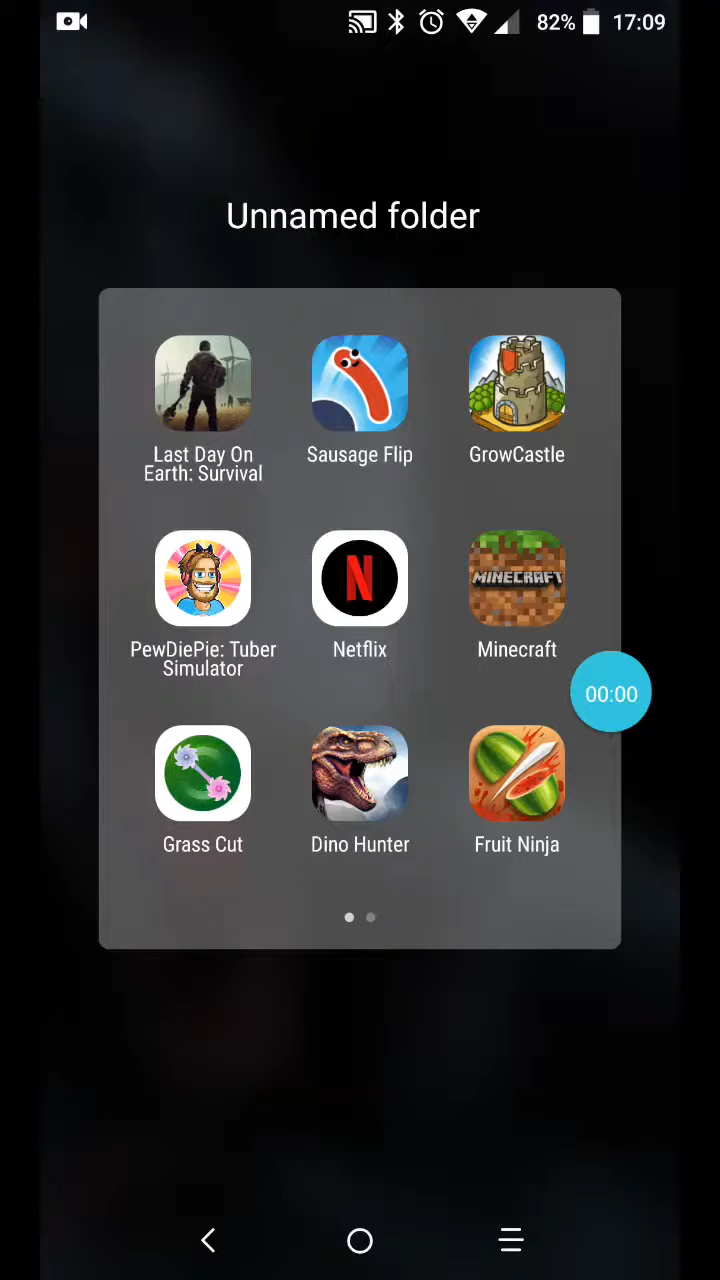 82% 17:09
Unnamed folder
Last Day On
Earth: Survival
Sausage Flip
GrowCastle
N
MINECRAFT
PewDiePie: Tuber
Simulator
Netflix
Minecraft
00:00
Grass Cut
Dino Hunter
Fruit Ninja